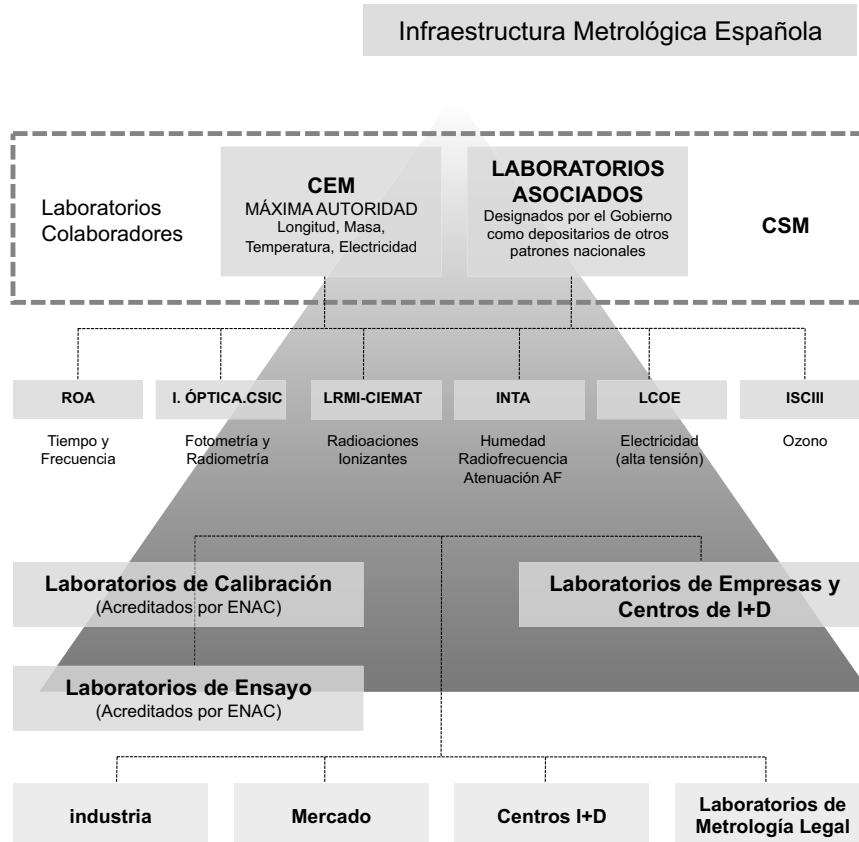 Infraestructura Metrológica Española
Laboratorios
Colaboradores
CEM
MÁXIMA AUTORIDAD
Longitud, Masa,
Temperatura, Electricidad
LABORATORIOS
ASOCIADOS
Designados por el Gobierno
como depositarios de otros
patrones nacionales
CSM
ROA
Tiempo y
Frecuencia
I. ÓPTICA.CSIC
Fotometría y
Radiometría
LRMI-CIEMAT
Radioaciones
Ionizantes
INTA
Humedad
Radiofrecuencia
Atenuación AF
LCOE
Electricidad
(alta tensión)
ISCIII
Ozono
Laboratorios de Calibración
(Acreditados por ENAC)
Laboratorios de Empresas y
Centros de I+D
Laboratorios de Ensayo
(Acreditados por ENAC)
industria
Mercado
Centros I+D
Laboratorios de
Metrología Legal